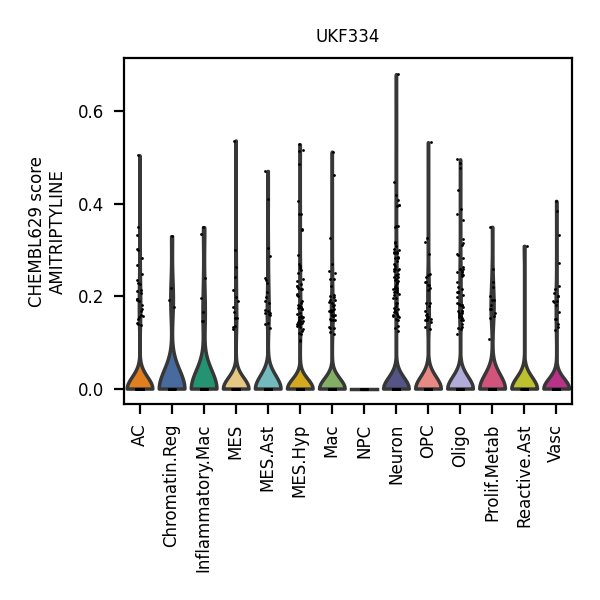 UKF334
CHEMBL629 score
AMITRIPTYLINE
0.6
0.4
0.2
0.0
AC
Chromatin.Reg
Inflammatory.Mac
MES
MES.Ast
MES.Hyp
Mac
NPC
Neuron
OPC
Oligo
Prolif.Metab
Reactive.Ast
Vasc